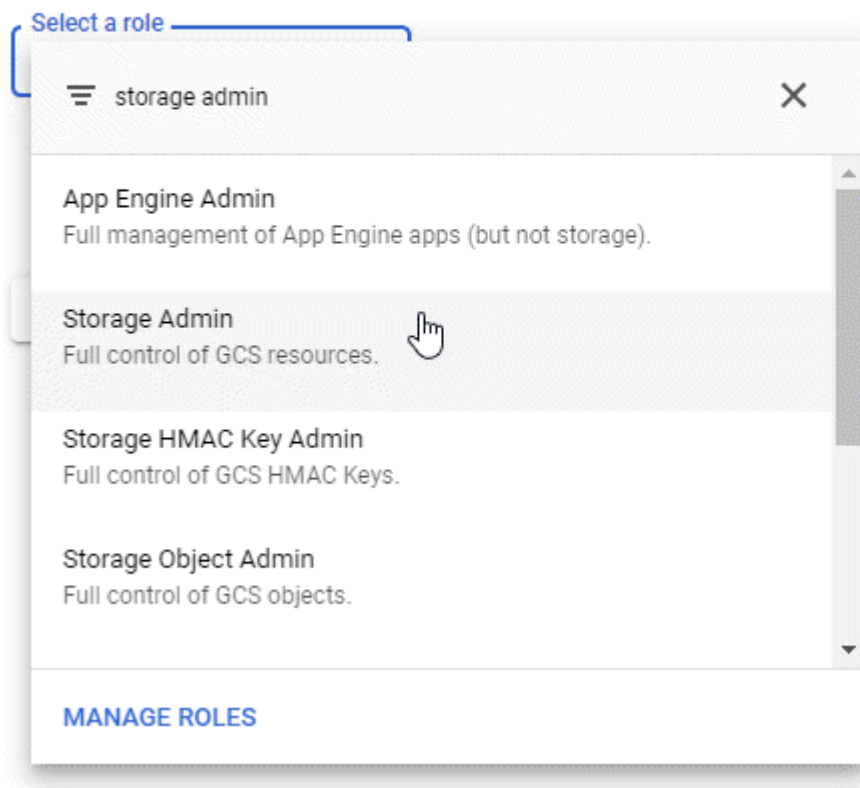 Select a role
storage admin
App Engine Admin
Full management of App Engine apps (but not storage).
Storage Admin
Full control of GCS resources.
Storage HMAC Key Admin
Full control of GCS HMAC Keys.
Storage Object Admin
Full control of GCS objects.
MANAGE ROLES